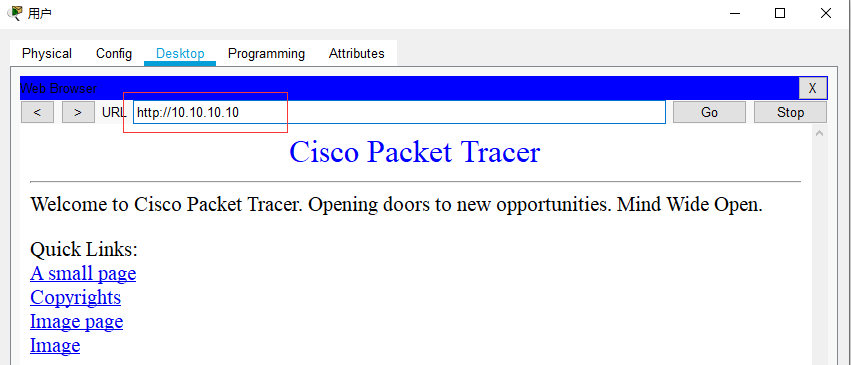 用户
Physical Config Desktop Programming Attributes
Web Browser X
< > URL http://10.10.10.10 Go Stop
Cisco Packet Tracer
Welcome to Cisco Packet Tracer. Opening doors to new opportunities. Mind Wide Open.
Quick Links:
A small page
Copyrights
Image page
Image